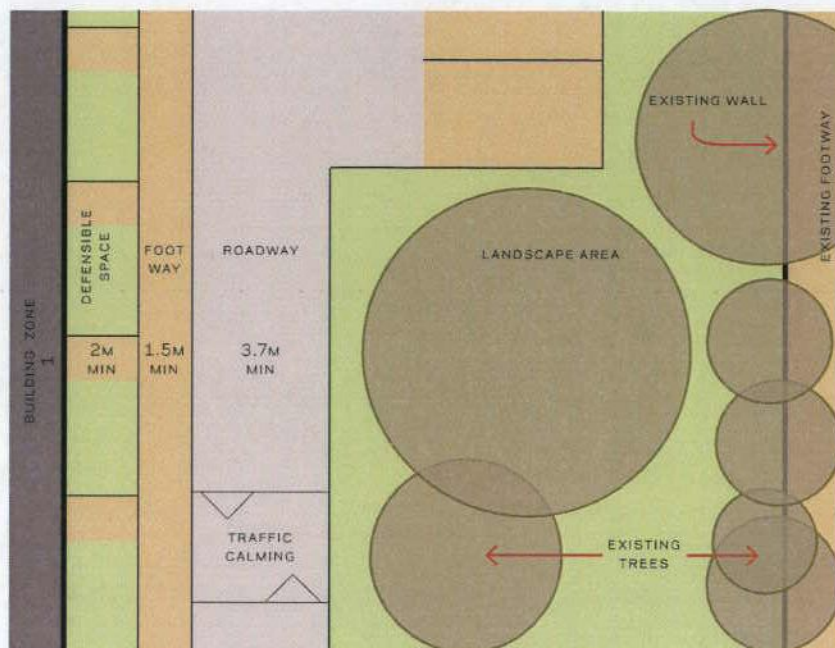 EXISTING WALL
EXISTING FOOTWAY
DEFENSIBLE
SPACE
FOOT
WAY
ROADWAY
LANDSCAPE AREA
BUILDING ZONE
1
2M
MIN
1.5M
MIN
3.7M
MIN
TRAFFIC
CALMING
EXISTING
TREES